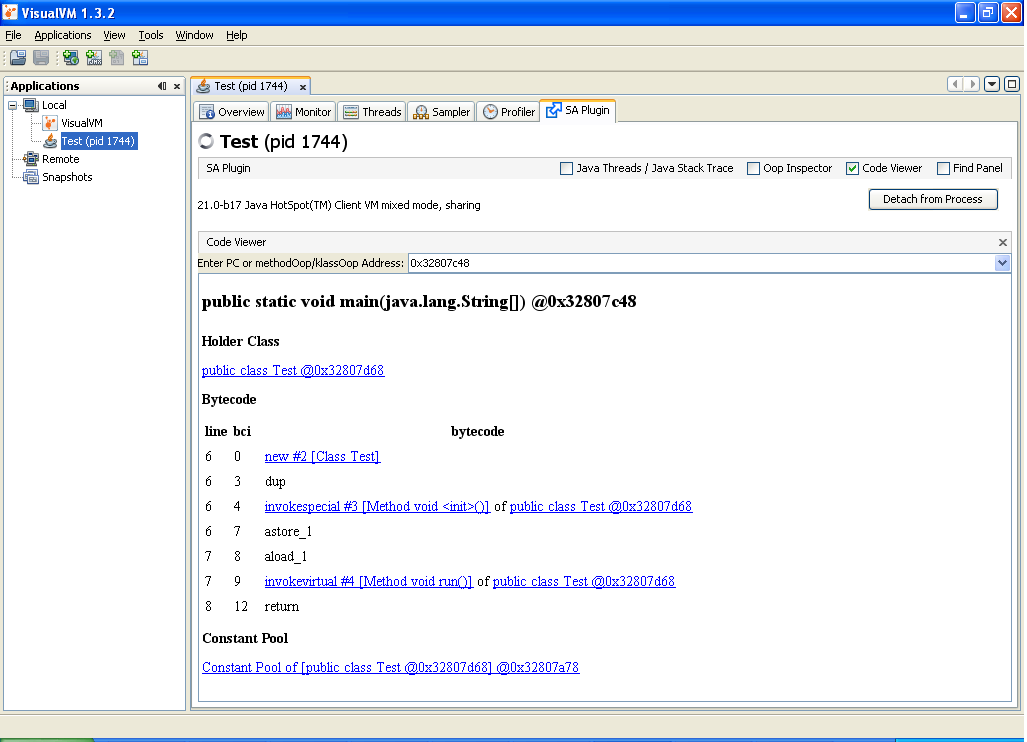 VisualVM 1.3.2
File Applications View Tools Window Help
Applications
Local
VisualVM
Test (pid 1744)
Remote
Snapshots
Test (pid 1744)
Overview Monitor Threads Sampler Profiler SA Plugin
Test (pid 1744)
SA Plugin Java Threads / Java Stack Trace Oop Inspector Code Viewer Find Panel
21.0-b17 Java HotSpot(TM) Client VM mixed mode, sharing Detach from Process
Code Viewer
Enter PC or methodOop/klassOop Address: 0x32807c48
public static void main(java.lang.String[]) @0x32807c48
Holder Class
public class Test @0x32807d68
Bytecode
line bci bytecode
6 0 new #2 [Class Test]
6 3 dup
6 4 invokespecial #3 [Method void <init>()] of public class Test @0x32807d68
6 7 astore_1
7 8 aload_1
7 9 invokevirtual #4 [Method void run()] of public class Test @0x32807d68
8 12 return
Constant Pool
Constant Pool of [public class Test @0x32807d68] @0x32807a78